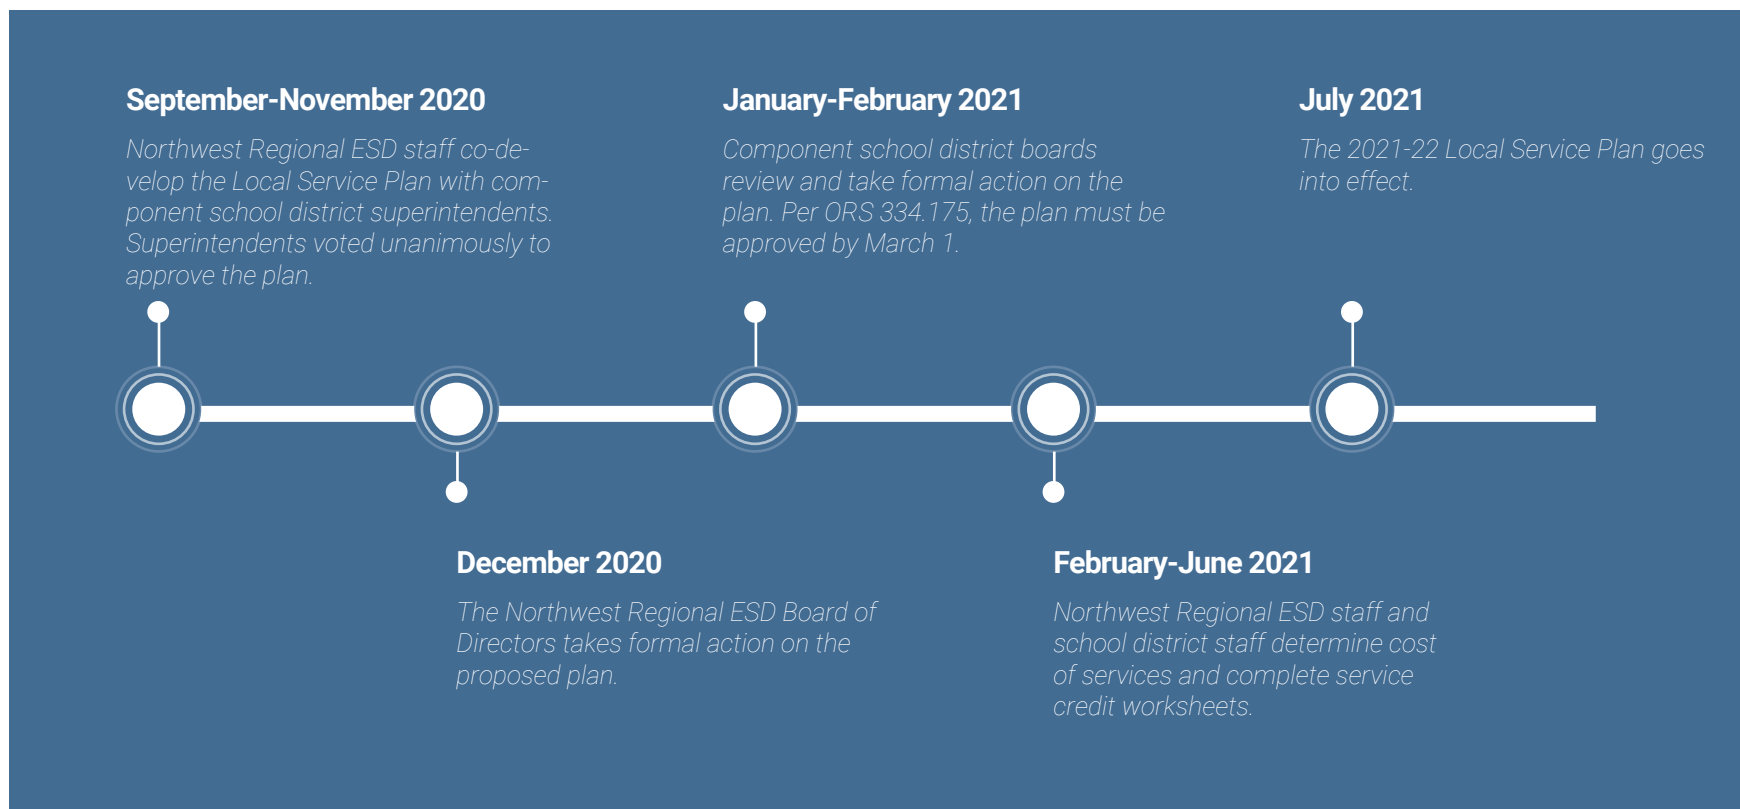 September-November 2020
Northwest Regional ESD staff co-de-
velop the Local Service Plan with com-
ponent school district superintendents.
Superintendents voted unanimously to
approve the plan.
December 2020
The Northwest Regional ESD Board of
Directors takes formal action on the
proposed plan.
January-February 2021
Component school district boards
review and take formal action on the
plan. Per ORS 334.175, the plan must be
approved by March 1.
February-June 2021
Northwest Regional ESD staff and
school district staff determine cost
of services and complete service
credit worksheets.
July 2021
The 2021-22 Local Service Plan goes
into effect.